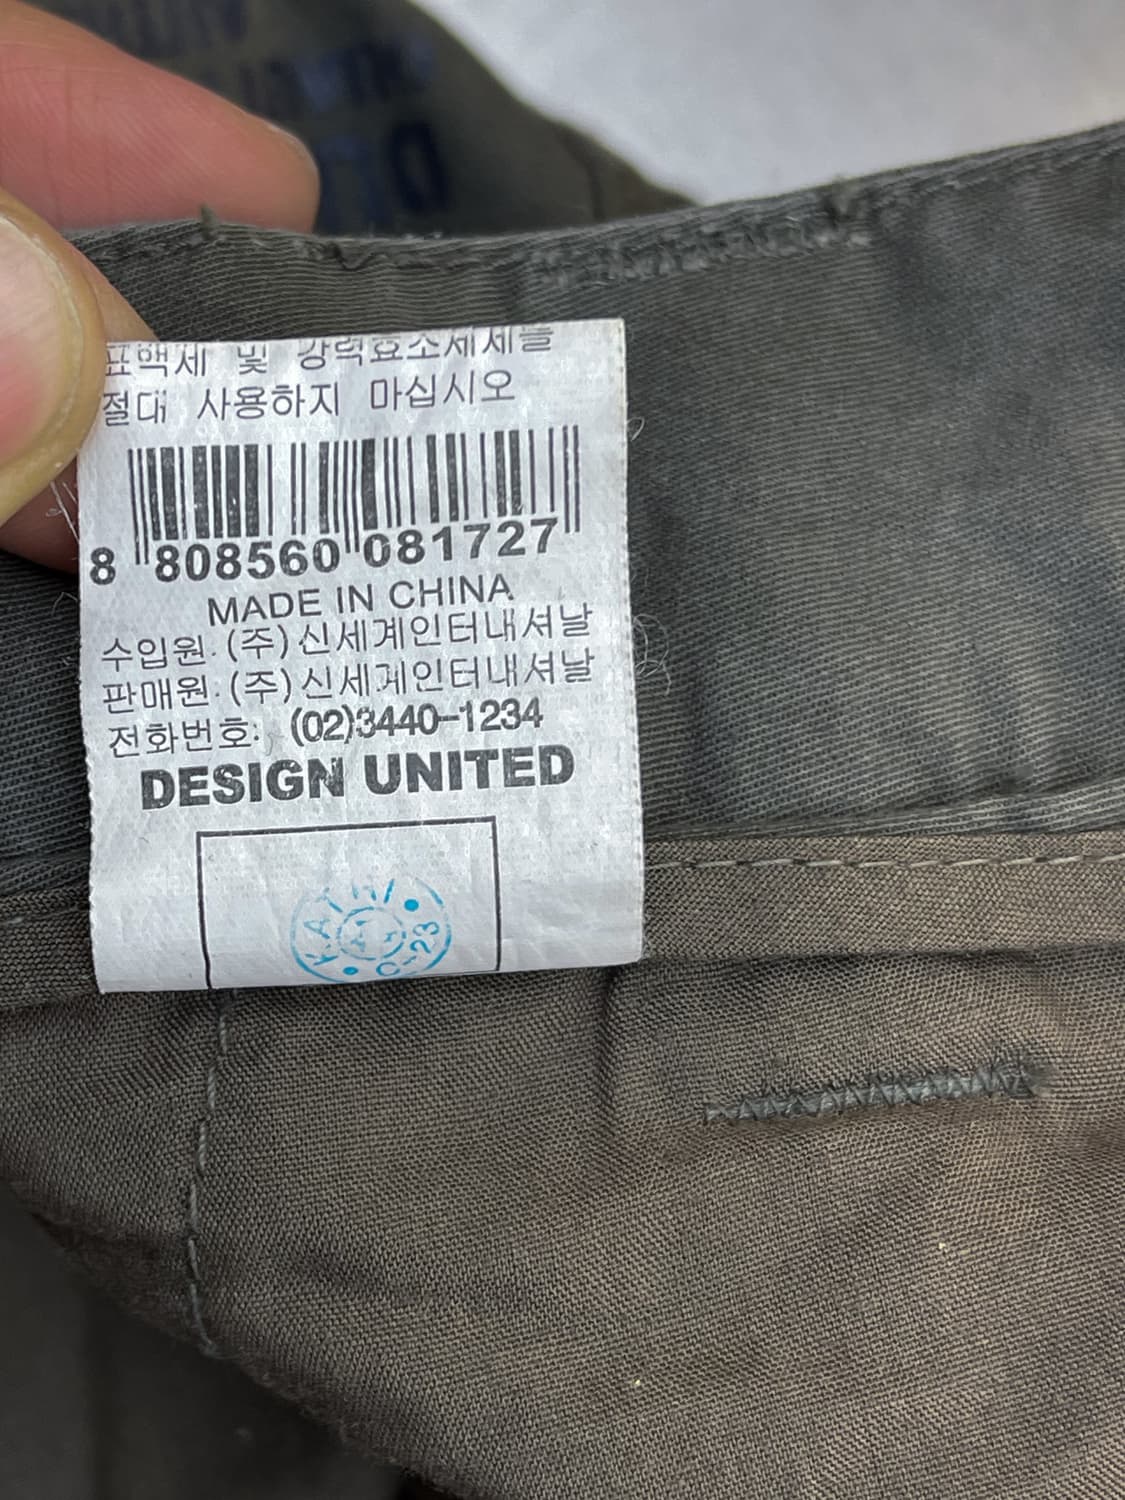 표백제 및 강력효소세제를
절대 사용하지 마십시오
8 808560 081727
MADE IN CHINA
수입원: (주)신세계인터내셔날
판매원: (주)신세계인터내셔날
전화번호: (02)3440-1234
DESIGN UNITED